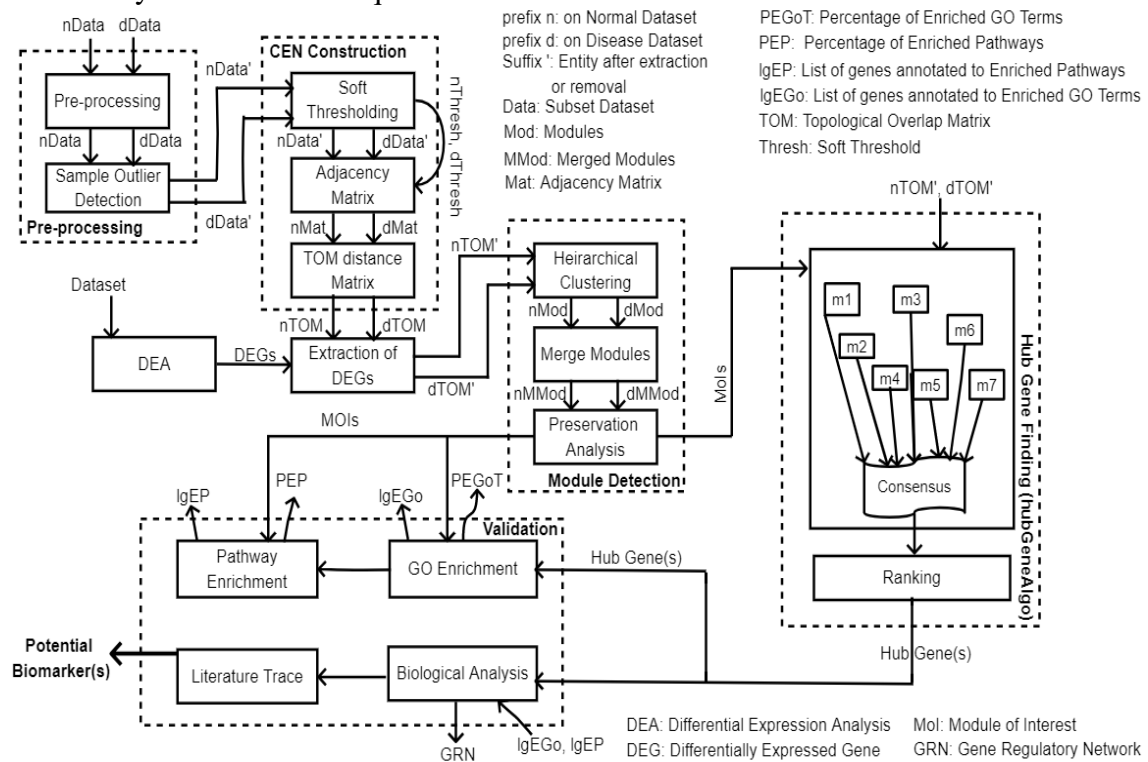 nData
dData
Pre-processing
nData
dData
Sample Outlier
Detection
Pre-processing
nData'
dData'
CEN Construction
Soft
Thresholding
nThresh, dThresh
nData'
dData'
Adjacency
Matrix
nMat
dMat
TOM distance
Matrix
nTOM
dTOM
Dataset
DEA
DEGs
Extraction of
DEGs
nTOM'
dTOM'
prefix n: on Normal Dataset
prefix d: on Disease Dataset
Suffix ': Entity after extraction
or removal
Data: Subset Dataset
Mod: Modules
MMod: Merged Modules
Mat: Adjacency Matrix
PEGoT: Percentage of Enriched GO Terms
PEP: Percentage of Enriched Pathways
lgEP: List of genes annotated to Enriched Pathways
lgEGo: List of genes annotated to Enriched GO Terms
TOM: Topological Overlap Matrix
Thresh: Soft Threshold
Heirarchical
Clustering
nMod
dMod
Merge Modules
nMMod
dMMod
Preservation
Analysis
Module Detection
MOIs
MoIs
nTOM', dTOM'
m1
m2
m3
m4
m5
m6
m7
Consensus
Ranking
Hub Gene Finding (hubGeneAlgo)
Hub Gene(s)
Hub Gene(s)
lgEP
PEP
lgEGo
PEGoT
Validation
Pathway
Enrichment
GO Enrichment
Potential
Biomarker(s)
Literature Trace
Biological Analysis
GRN
lgEGo, lgEP
DEA: Differential Expression Analysis
DEG: Differentially Expressed Gene
MoI: Module of Interest
GRN: Gene Regulatory Network